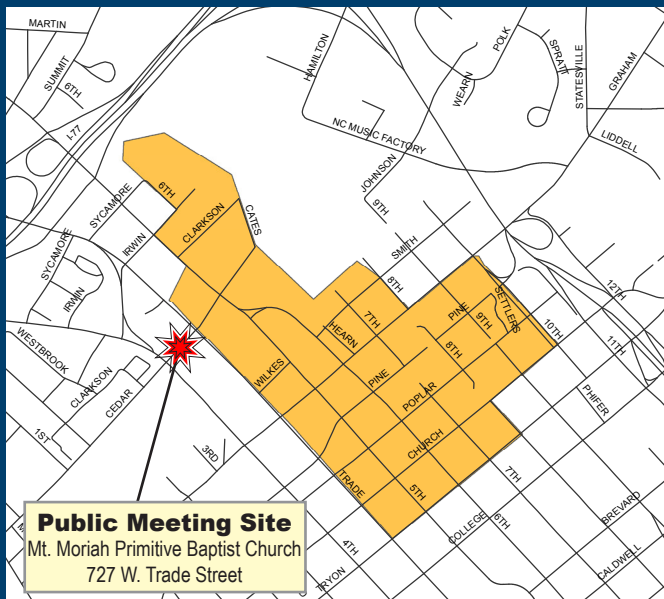 MARTIN
SUMMIT
6TH
I-77
HAMILTON
POLK
WEARN
SPRATT
STATESVILLE
GRAHAM
NC MUSIC FACTORY
LIDDELL
JOHNSON
9TH
SYCAMORE
6TH
CLARKSON
CATES
IRWIN
SMITH
8TH
SYCAMORE
IRWIN
7TH
HEARN
PINE
9TH
SETTLERS
12TH
11TH
10TH
WESTBROOK
CLARKSON
CEDAR
WILKES
PINE
8TH
POPLAR
PHIFER
1ST
3RD
CHURCH
TRADE
5TH
7TH
6TH
COLLEGE
BREVARD
4TH
CALDWELL
TRYON
Public Meeting Site
Mt. Moriah Primitive Baptist Church
727 W. Trade Street